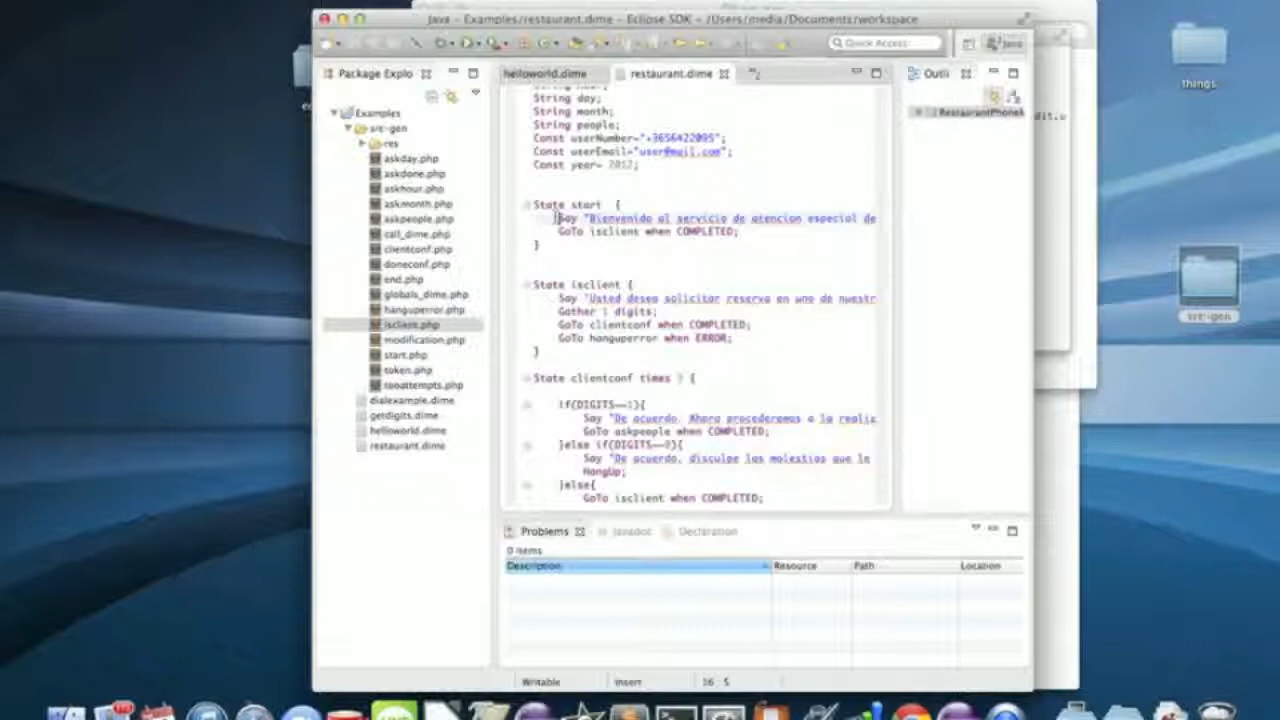 Java - Examples/restaurant.dime - Eclipse SDK - /Users/media/Documents/workspace
Quick Access
Java
Package Explo
helloworld.dime
restaurant.dime
Outli
things
Examples
src-gen
res
askday.php
askdone.php
askhour.php
askmonth.php
askpeople.php
call_dime.php
clientconf.php
doneconf.php
end.php
globals_dime.php
hanguperror.php
isclient.php
modification.php
start.php
token.php
tooattempts.php
dialexample.dime
getdigits.dime
helloworld.dime
restaurant.dime
String day;
String month;
String people;
Const userNumber="+3656422095";
Const userEmail="user@mail.com";
Const year= 2012;
State start {
Say "Bienvenido al servicio de atencion especial de
GoTo isclient when COMPLETED;
}
State isclient {
Say "Usted desea solicitar reserva en uno de nuestr
Gather 1 digits;
GoTo clientconf when COMPLETED;
GoTo hanguperror when ERROR;
}
State clientconf times {
if(DIGITS==1){
Say "De acuerdo. Ahora procederemos a la realiz
GoTo askpeople when COMPLETED;
}else if(DIGITS==0){
Say "De acuerdo, disculpe las molestias que le
HangUp;
}else{
GoTo isclient when COMPLETED;
RestaurantPhone
dit.u
src-gen
Problems
Javadoc
Declaration
0 items
Description
Resource
Path
Location
Writable
Insert
16 : 5